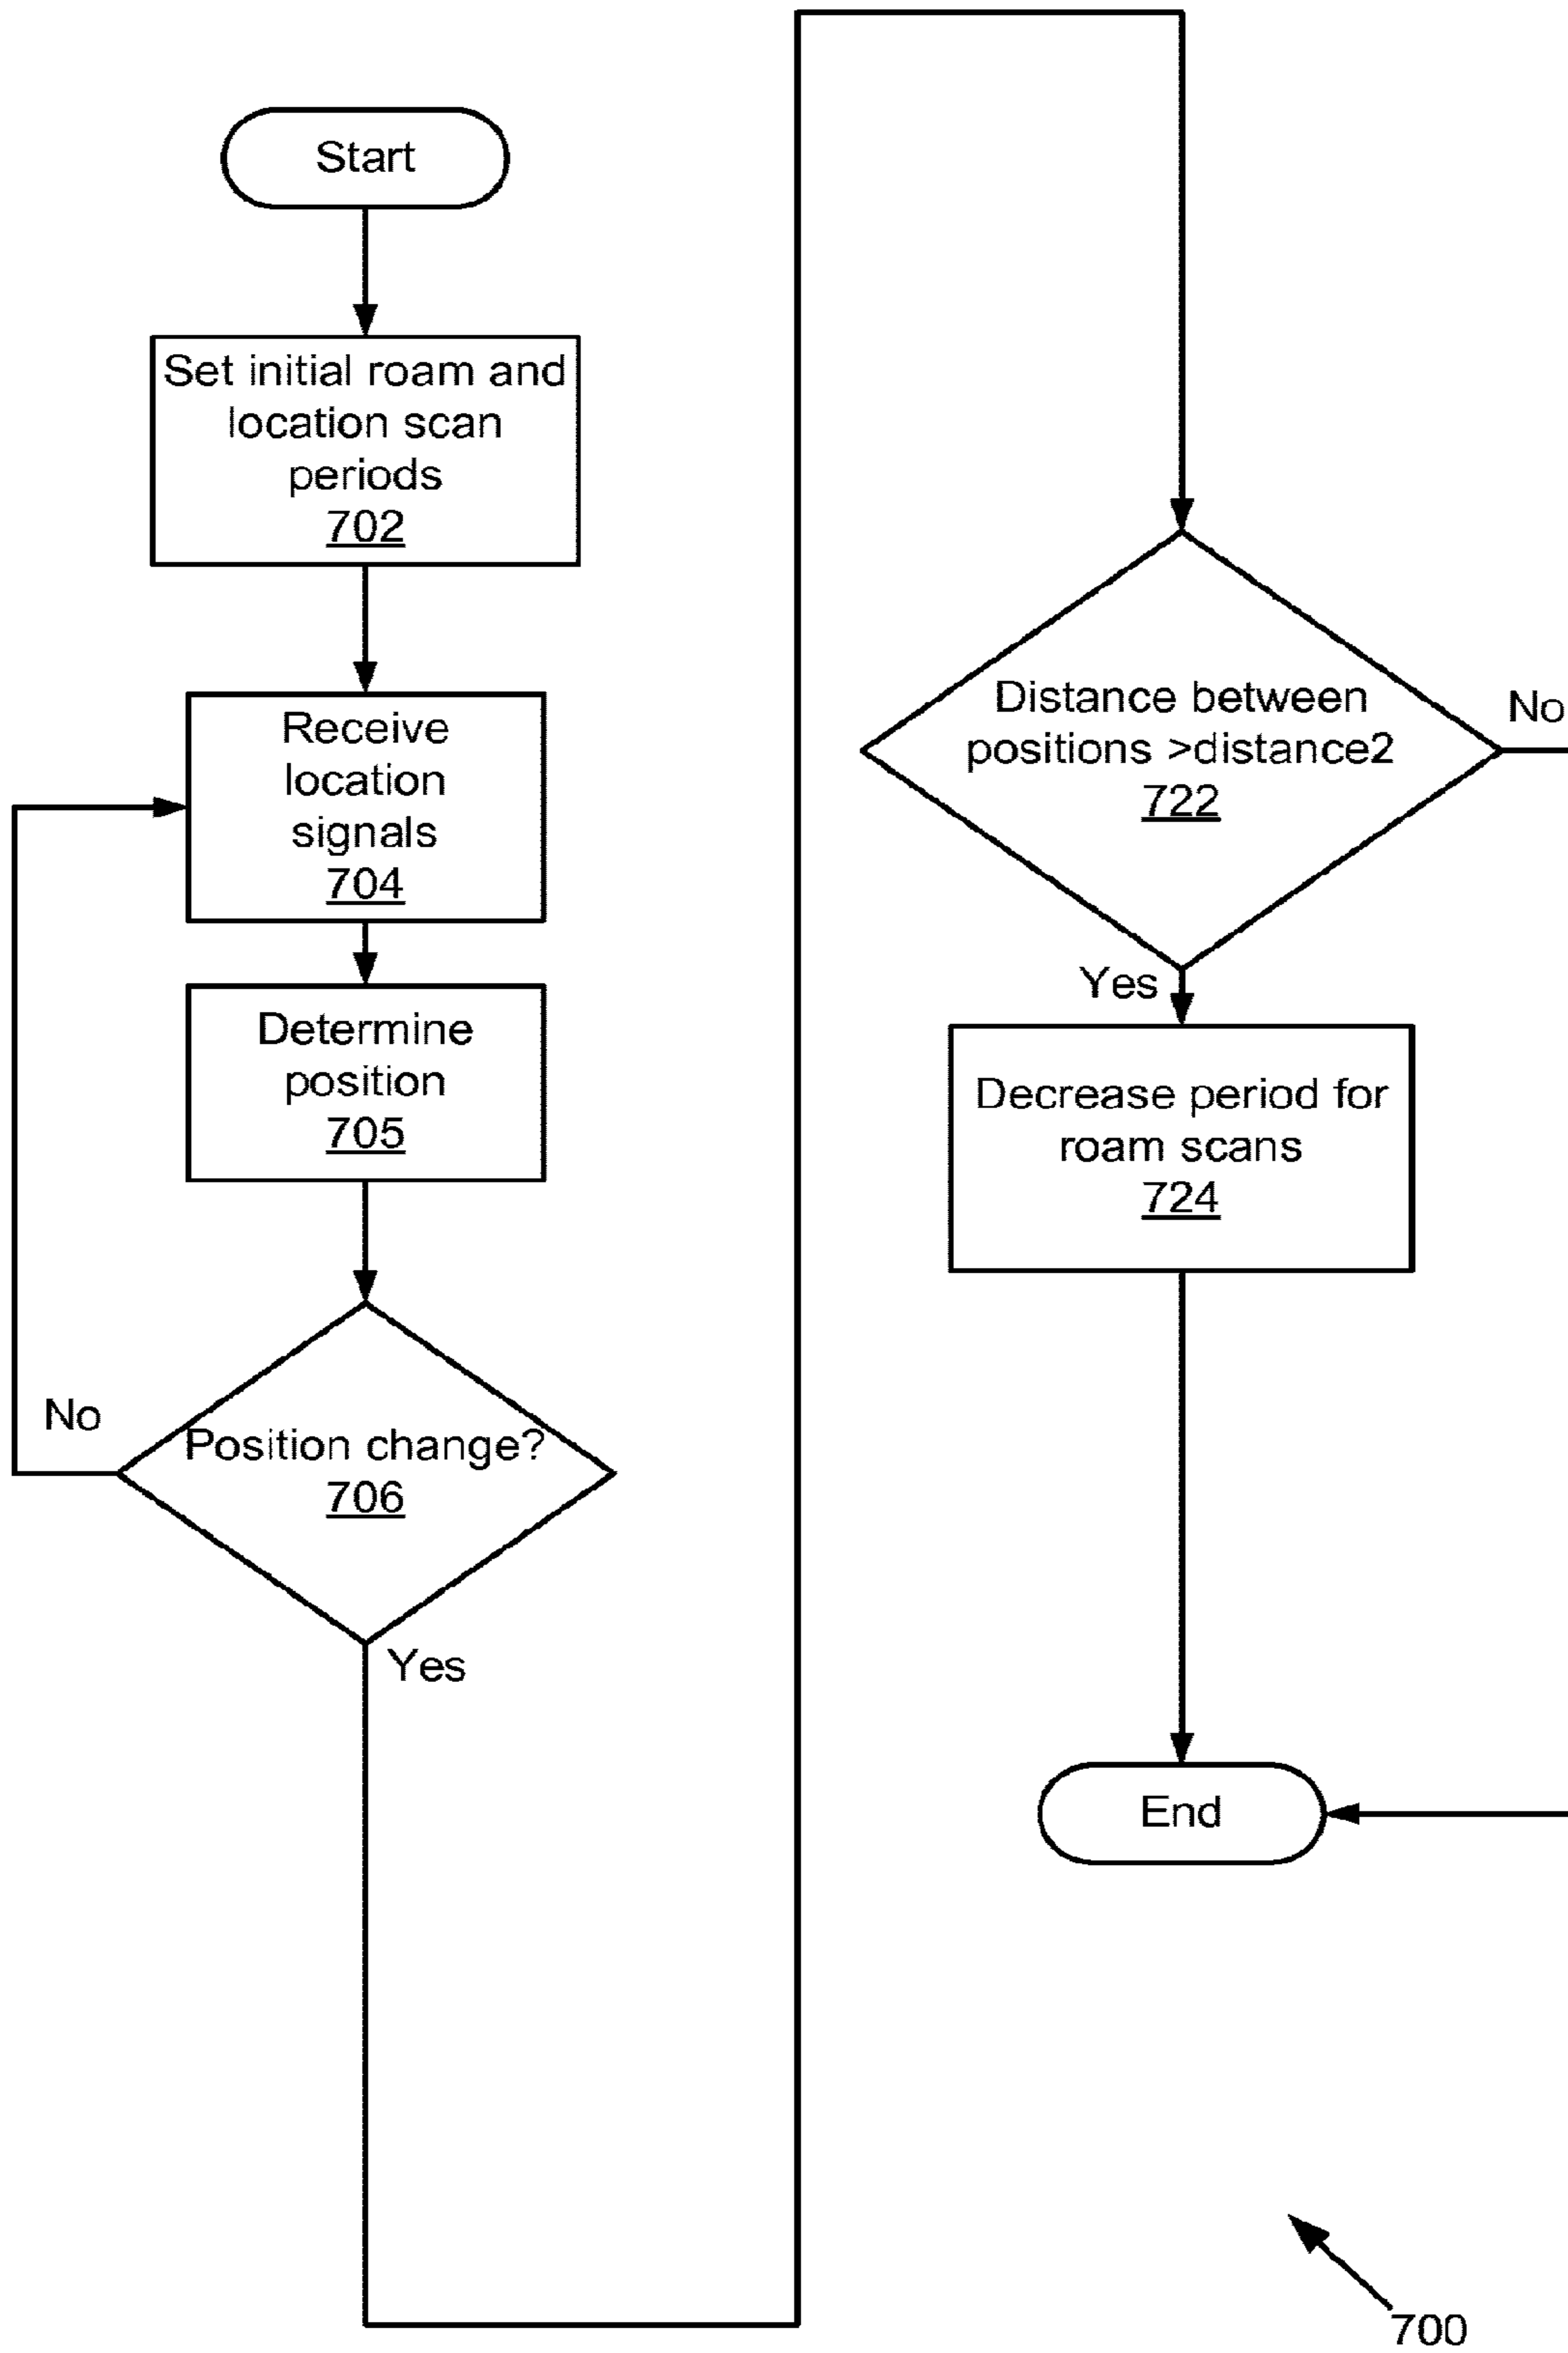 Start
Set initial roam and
location scan
periods
702
Receive
location
signals
704
Determine
position
705
No
Position change?
706
Yes
Distance between
positions >distance2
722
No
Yes
Decrease period for
roam scans
724
End
700